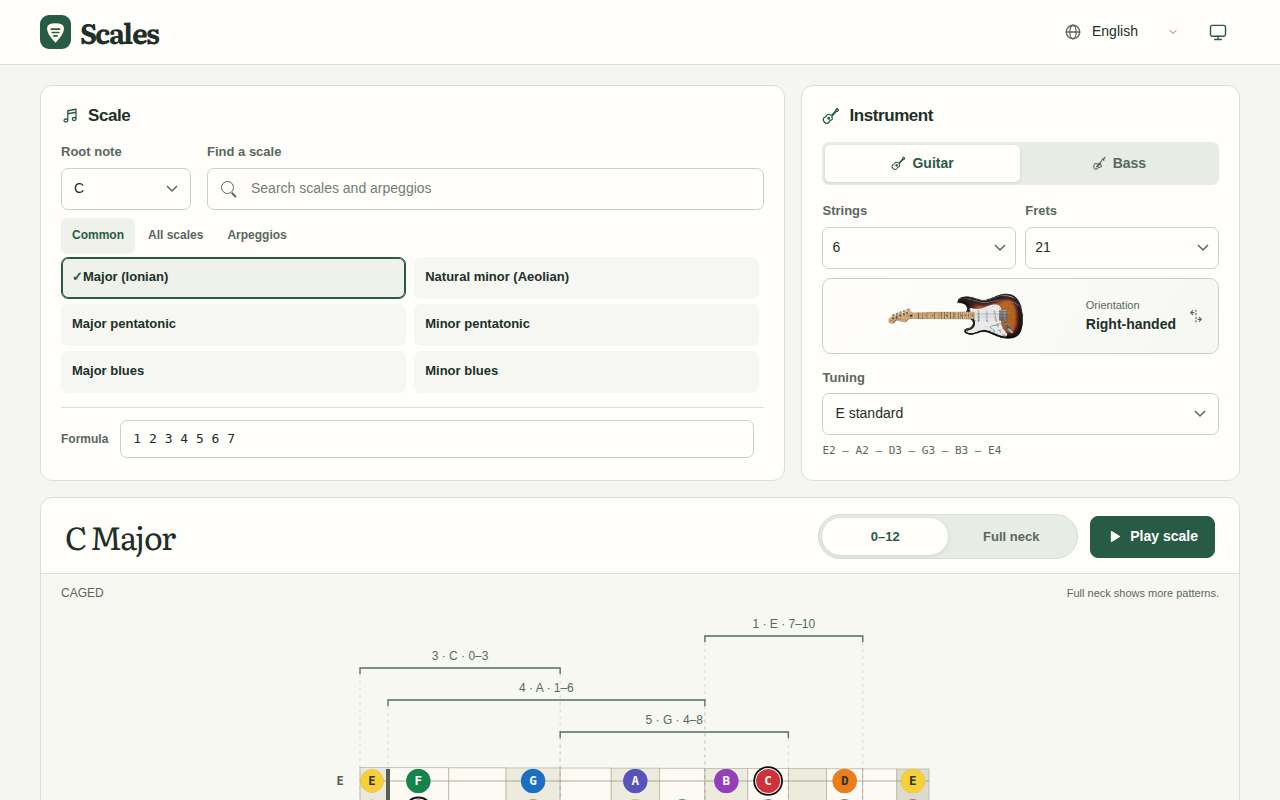 Scales
English
Scale
Root note
Find a scale
C
Search scales and arpeggios
Common
All scales
Arpeggios
✓Major (Ionian)
Natural minor (Aeolian)
Major pentatonic
Minor pentatonic
Major blues
Minor blues
Formula
1 2 3 4 5 6 7
Instrument
Guitar
Bass
Strings
Frets
6
21
Orientation
Right-handed
Tuning
E standard
E2 — A2 — D3 — G3 — B3 — E4
C Major
0–12
Full neck
Play scale
CAGED
Full neck shows more patterns.
1 · E · 7–10
3 · C · 0–3
4 · A · 1–6
5 · G · 4–8
E E F G A B C D E